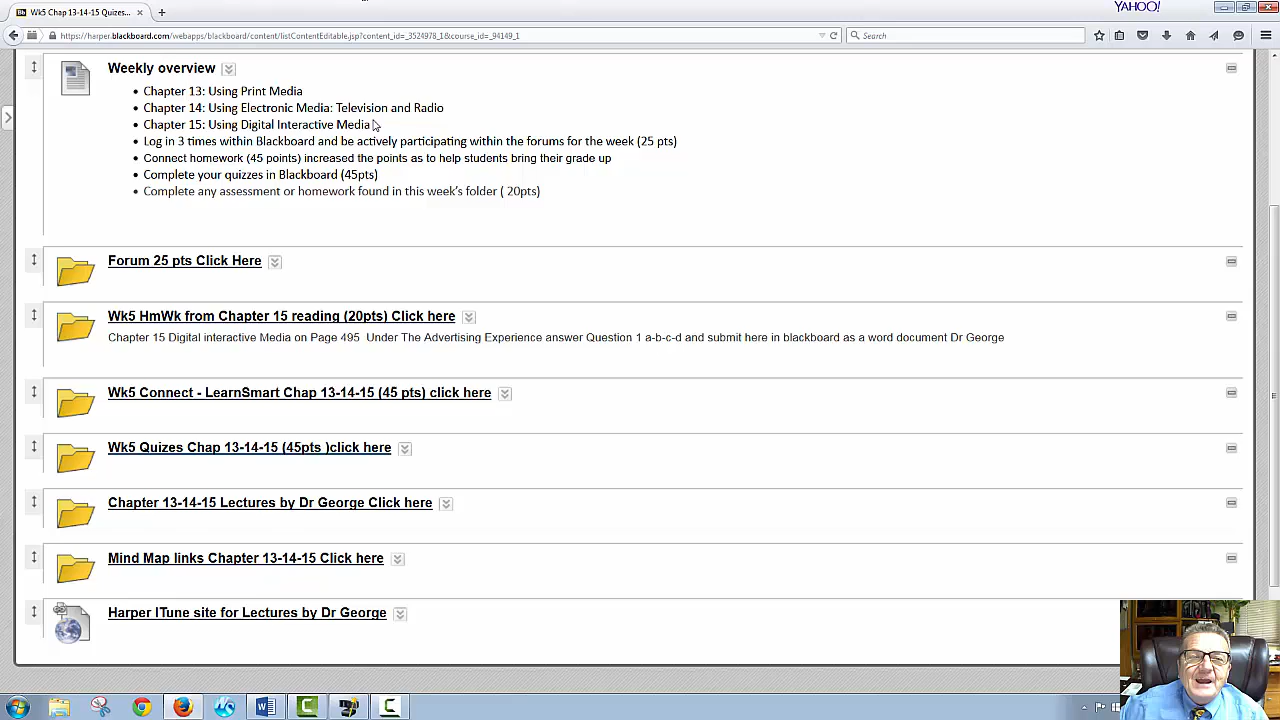 YAHOO!
Wk5 Chap 13-14-15 Quizes...
https://harper.blackboard.com/webapps/blackboard/content/listContentEditable.jsp?content_id=_3524978_1&course_id=_94149_1
Search
Weekly overview
• Chapter 13: Using Print Media
• Chapter 14: Using Electronic Media: Television and Radio
• Chapter 15: Using Digital Interactive Media
• Log in 3 times within Blackboard and be actively participating within the forums for the week (25 pts)
• Connect homework (45 points) increased the points as to help students bring their grade up
• Complete your quizzes in Blackboard (45pts)
• Complete any assessment or homework found in this week's folder ( 20pts)
Forum 25 pts Click Here
Wk5 HmWk from Chapter 15 reading (20pts) Click here
Chapter 15 Digital interactive Media on Page 495 Under The Advertising Experience answer Question 1 a-b-c-d and submit here in blackboard as a word document Dr George
Wk5 Connect - LearnSmart Chap 13-14-15 (45 pts) click here
Wk5 Quizes Chap 13-14-15 (45pts )click here
Chapter 13-14-15 Lectures by Dr George Click here
Mind Map links Chapter 13-14-15 Click here
Harper ITune site for Lectures by Dr George